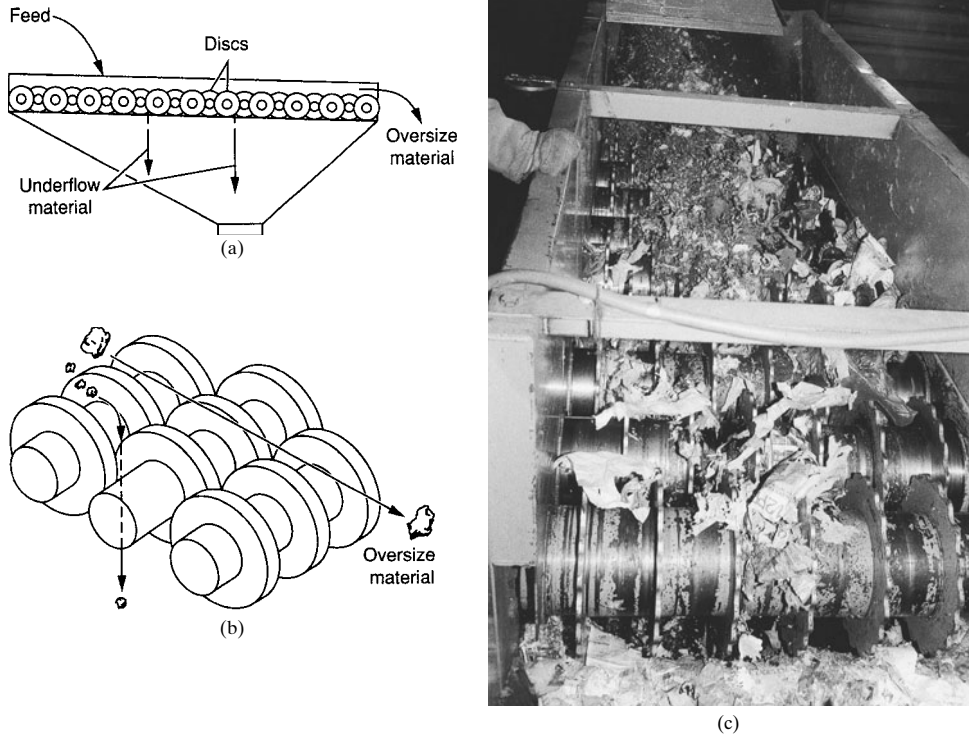 Feed
Discs
Oversize
material
Underflow
material
(a)
Oversize
material
(b)
(c)